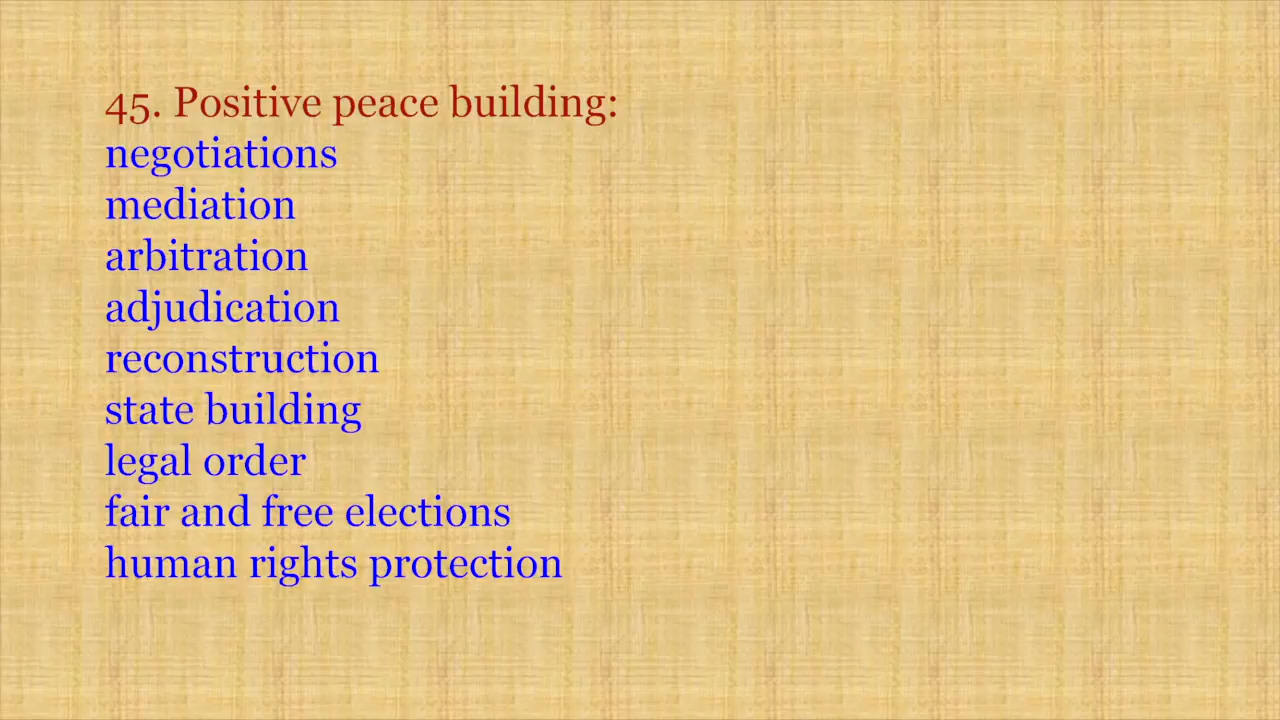 45. Positive peace building:
negotiations
mediation
arbitration
adjudication
reconstruction
state building
legal order
fair and free elections
human rights protection